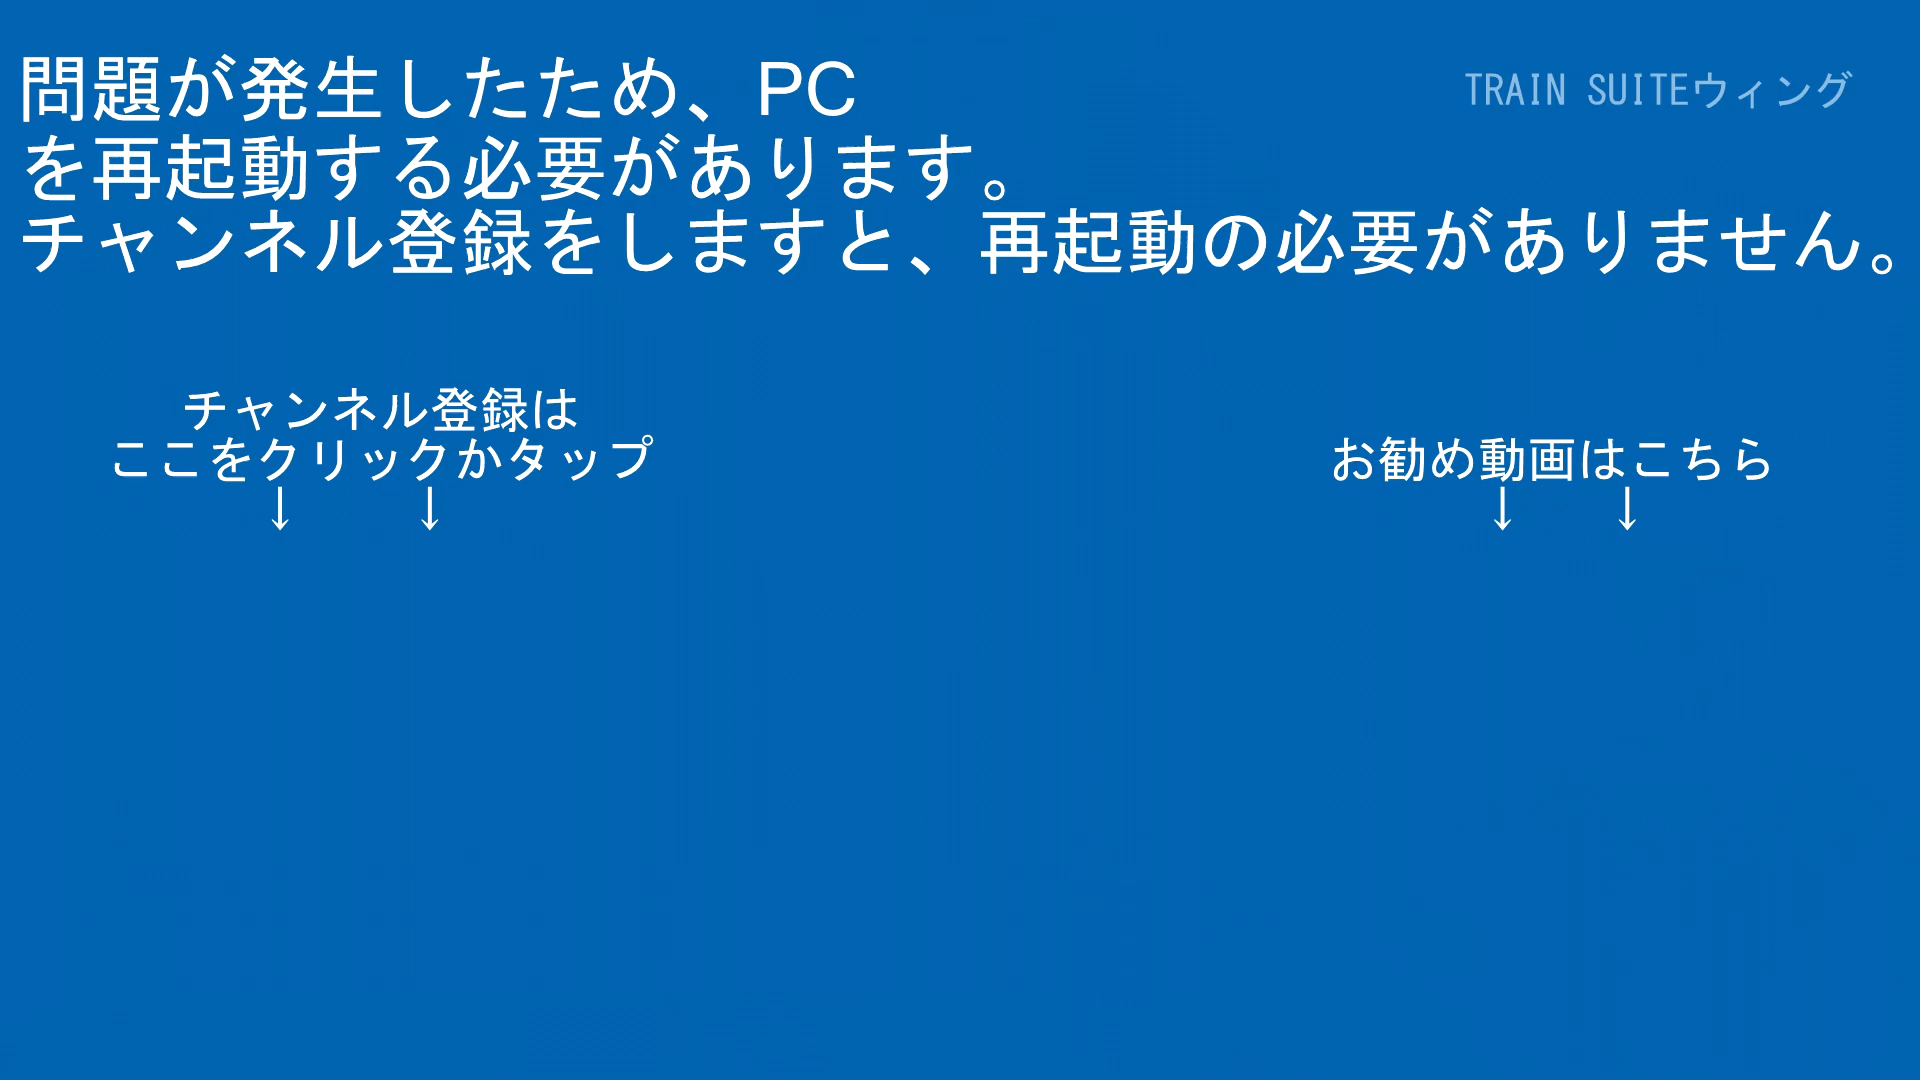 問題が発生したため、PC
を再起動する必要があります。
チャンネル登録をしますと、再起動の必要がありません。
TRAIN SUITEウィング
チャンネル登録は
ここをクリックかタップ
↓ ↓
お勧め動画はこちら
↓ ↓